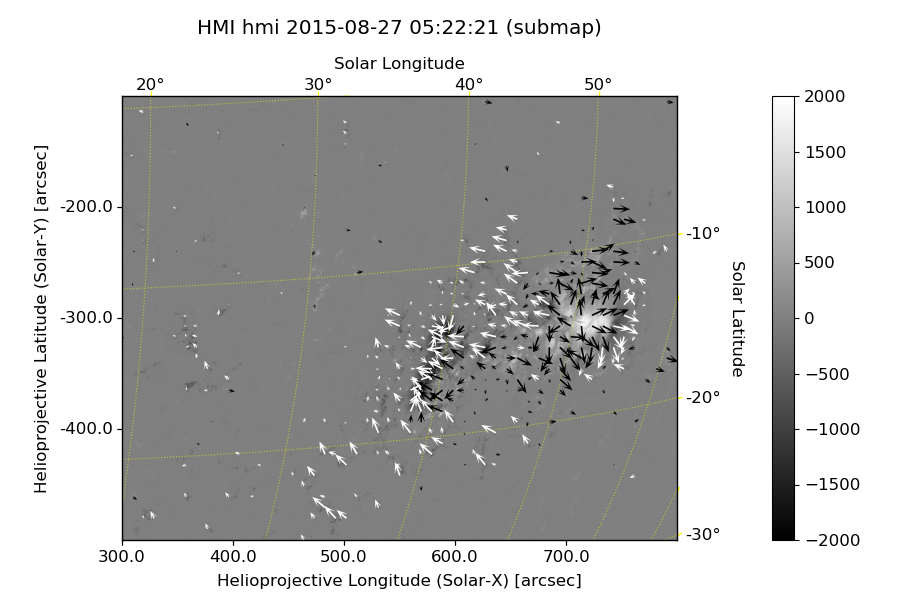 HMI hmi 2015-08-27 05:22:21 (submap)
Solar Longitude
20° 30° 40° 50°
2000
1500
1000
500
0
−500
−1000
−1500
−2000
-200.0
-300.0
-400.0
Helioprojective Latitude (Solar-Y) [arcsec]
-10°
-20°
-30°
Solar Latitude
300.0 400.0 500.0 600.0 700.0
Helioprojective Longitude (Solar-X) [arcsec]